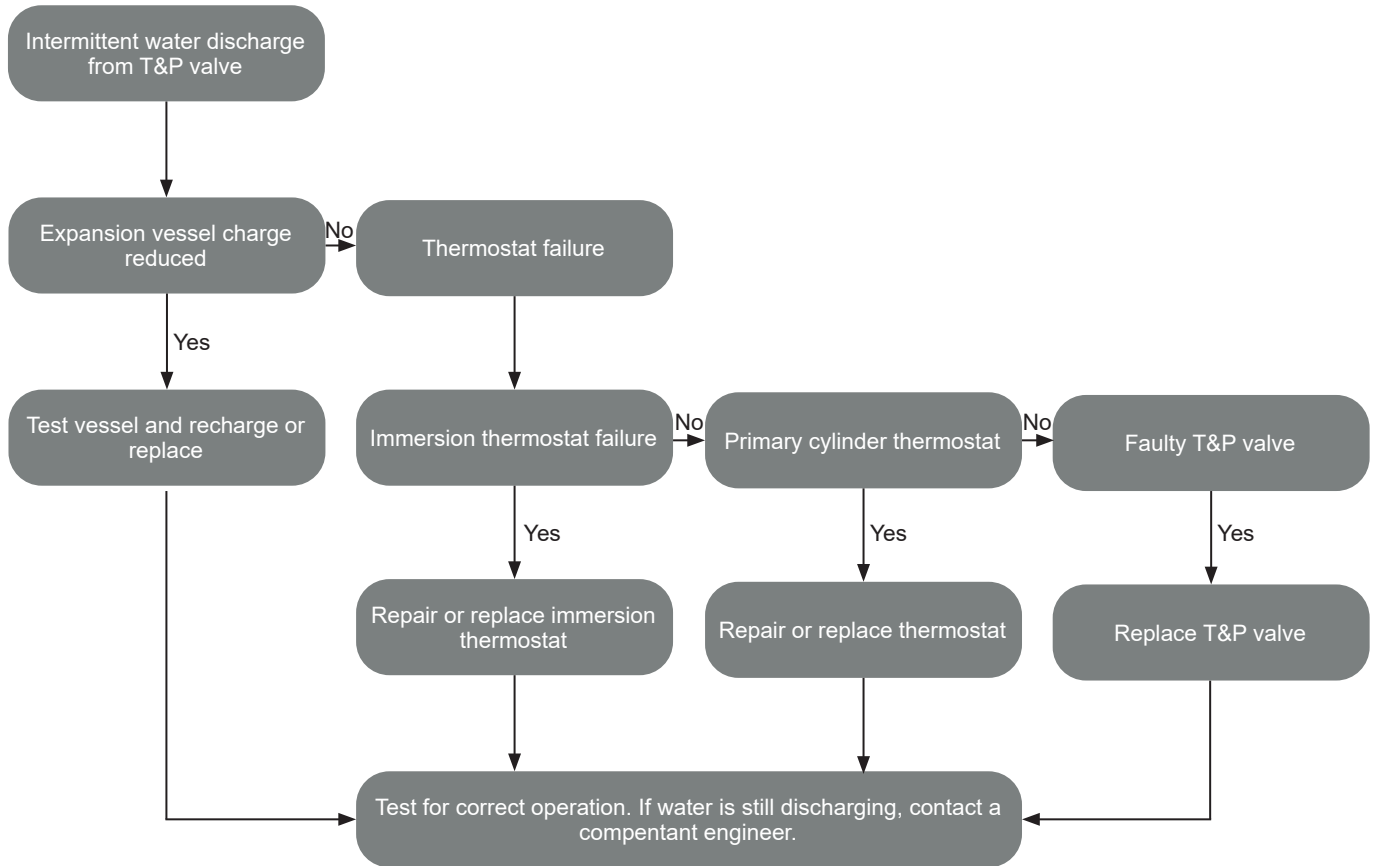 Intermittent water discharge
from T&P valve
Expansion vessel charge
reduced
No
Thermostat failure
Yes
Test vessel and recharge or
replace
Immersion thermostat failure
No
Primary cylinder thermostat
No
Faulty T&P valve
Yes
Yes
Yes
Repair or replace immersion
thermostat
Repair or replace thermostat
Replace T&P valve
Test for correct operation. If water is still discharging, contact a
compentant engineer.